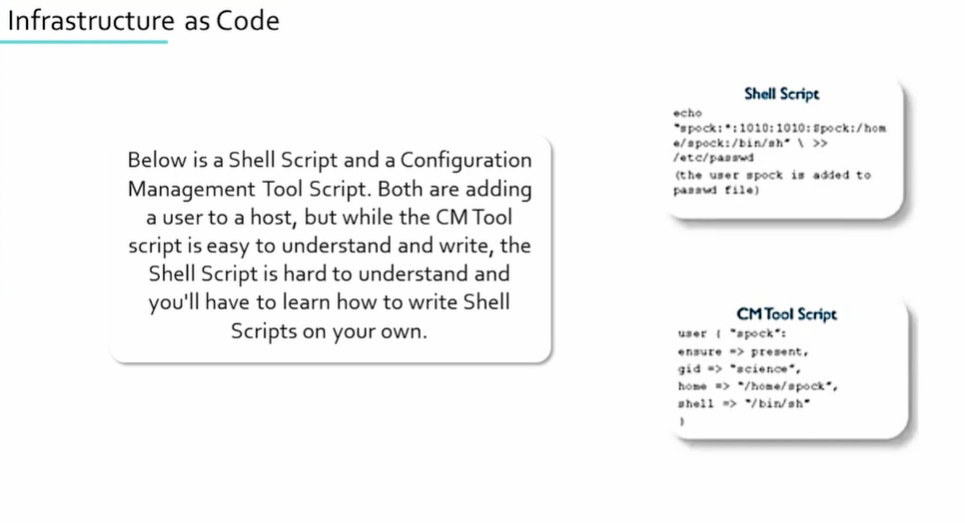 Infrastructure as Code
Below is a Shell Script and a Configuration
Management Tool Script. Both are adding
a user to a host, but while the CM Tool
script is easy to understand and write, the
Shell Script is hard to understand and
you'll have to learn how to write Shell
Scripts on your own.
Shell Script
echo
"spock:*:1010:1010:Spock:/hom
e/spock:/bin/sh" \ >>
/etc/passwd
(the user spock is added to
passwd file)
CM Tool Script
user { "spock":
ensure => present,
gid => "science",
home => "/home/spock",
shell => "/bin/sh"
}